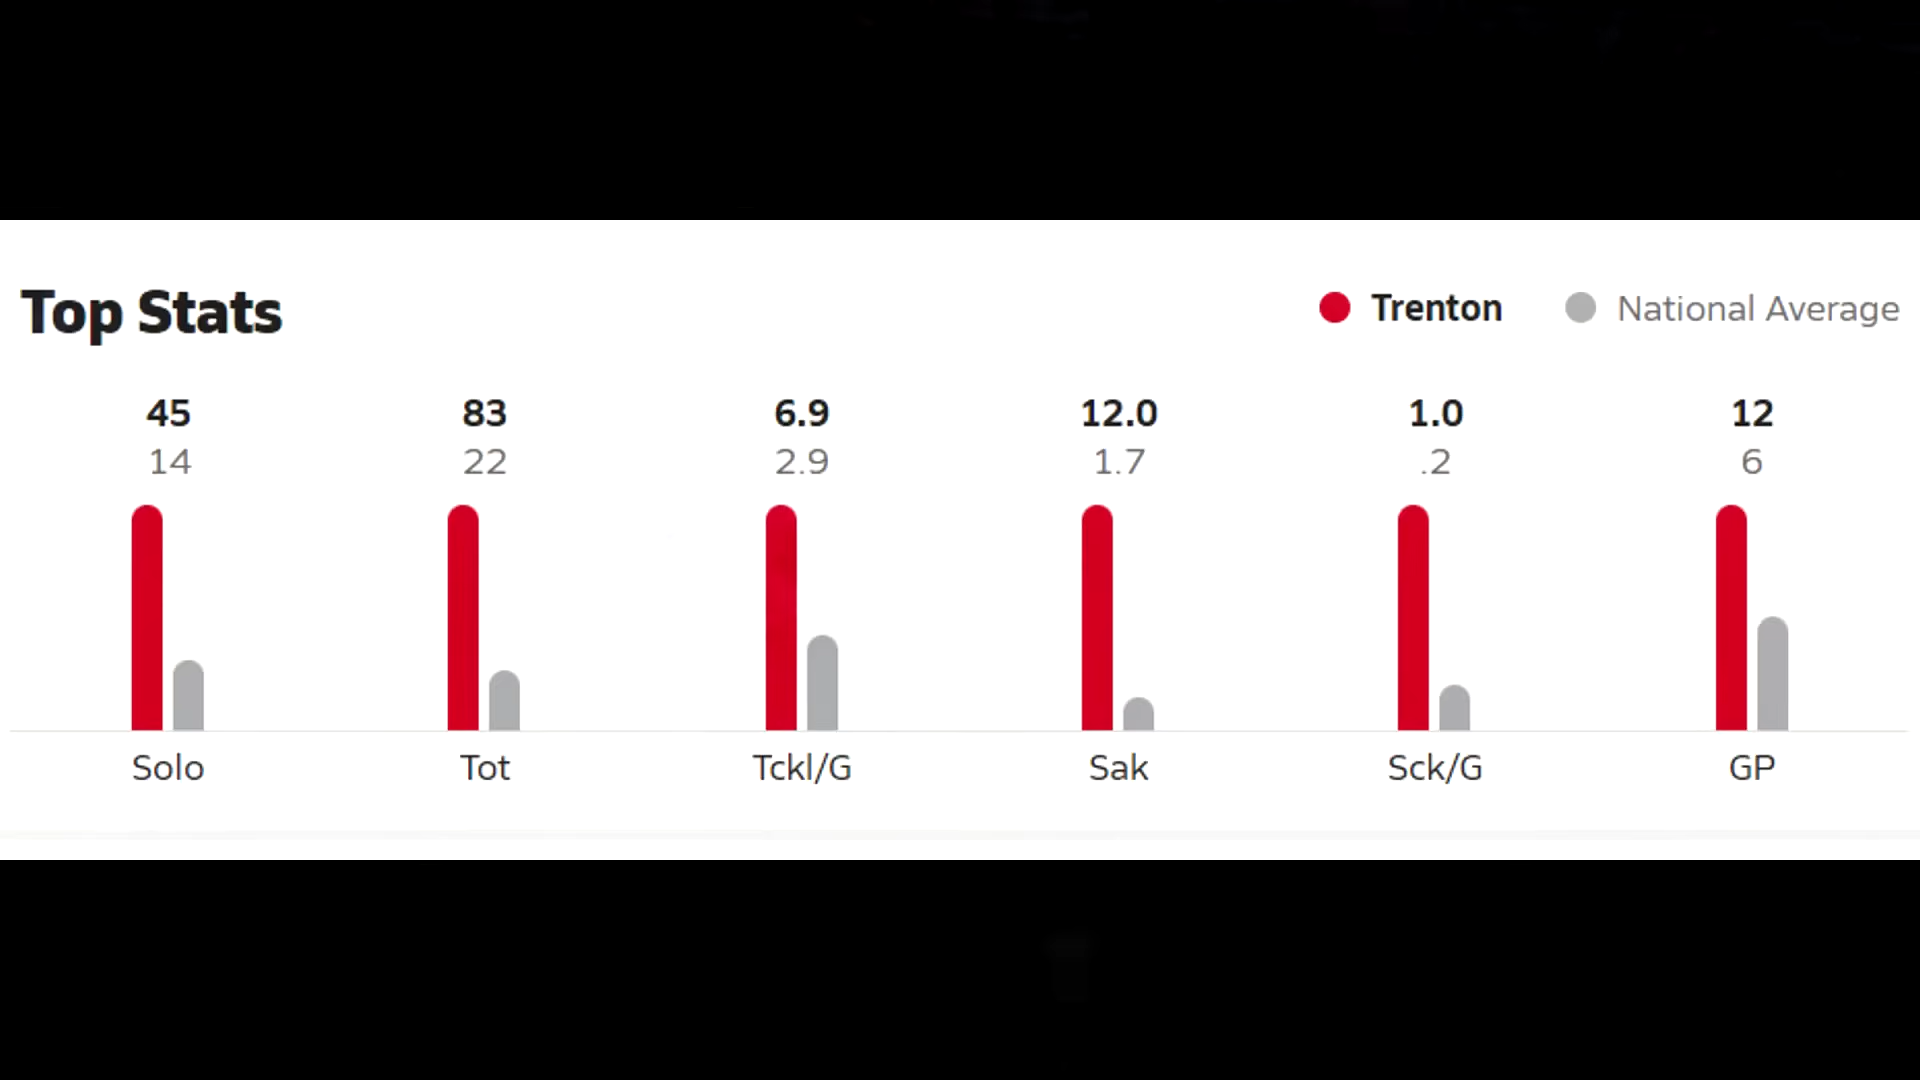 Top Stats
Trenton National Average
45 83 6.9 12.0 1.0 12
14 22 2.9 1.7 .2 6
Solo Tot Tckl/G Sak Sck/G GP